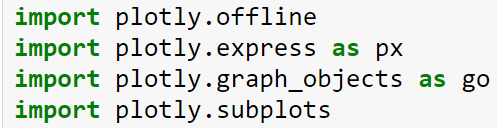 import plotly.offline
import plotly.express as px
import plotly.graph_objects as go
import plotly.subplots